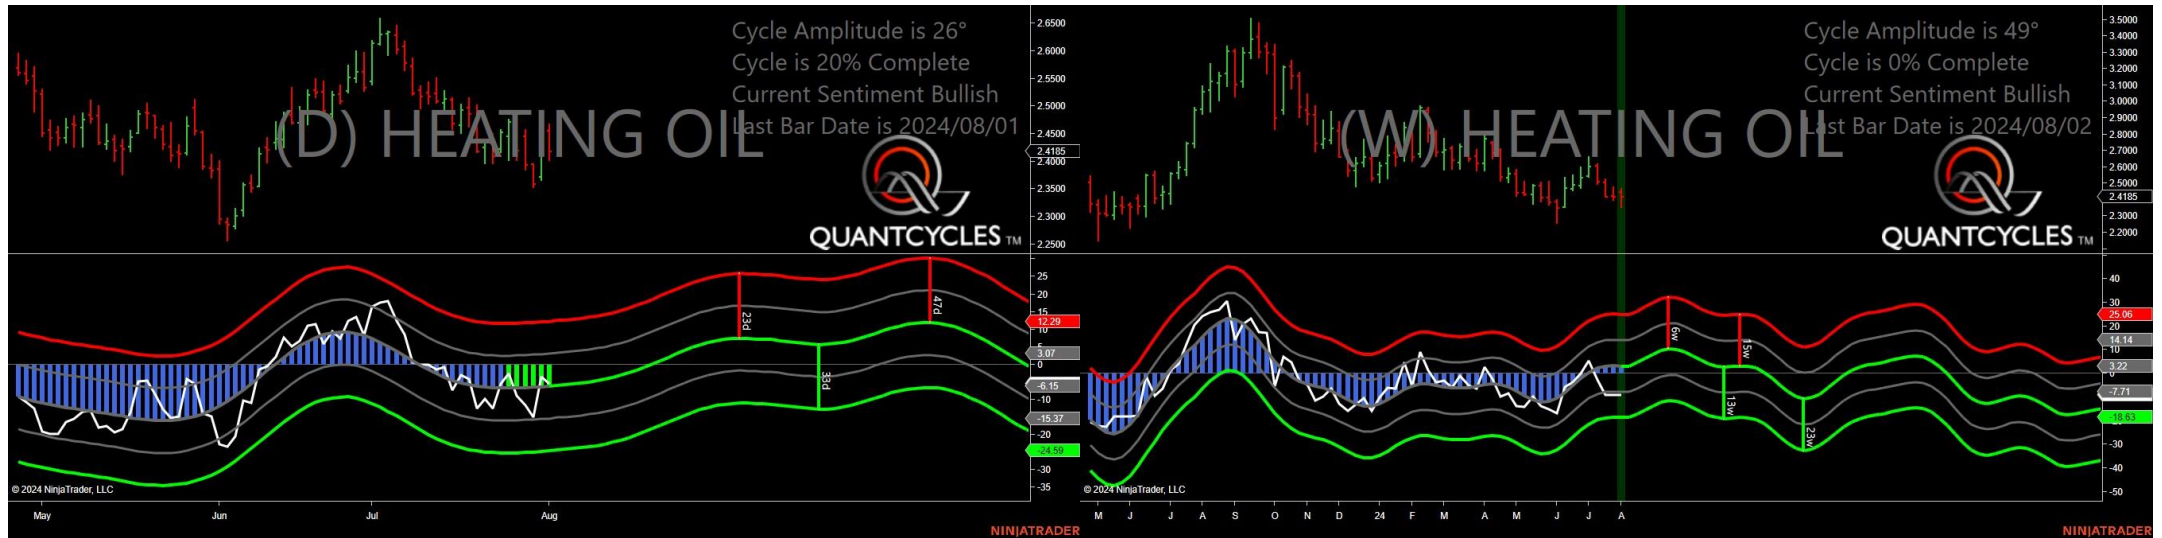 Cycle Amplitude is 26°
Cycle is 20% Complete
Current Sentiment Bullish
Last Bar Date is 2024/08/01
(D) HEATING OIL
QUANTCYCLES TM
2.6500
2.6000
2.5500
2.5000
2.4500
2.4185
2.4000
2.3500
2.3000
2.2500
23d
33d
47d
25
20
15
12.29
10
5
3.07
0
-6.15
-10
-15.37
-20
-24.59
-30
-35
© 2024 NinjaTrader, LLC
May Jun Jul Aug
NINJATRADER
Cycle Amplitude is 49°
Cycle is 0% Complete
Current Sentiment Bullish
Last Bar Date is 2024/08/02
(W) HEATING OIL
QUANTCYCLES TM
3.5000
3.4000
3.3000
3.2000
3.1000
3.0000
2.9000
2.8000
2.7000
2.6000
2.5000
2.4185
2.3000
2.2000
6w
13w
15w
23w
40
30
25.06
20
14.14
10
3.22
0
-7.71
-18.63
-30
-40
-50
© 2024 NinjaTrader, LLC
M J J A S O N D 24 F M A M J J A
NINJATRADER